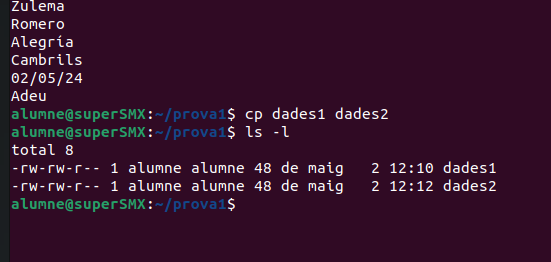 Zulema
Romero
Alegría
Cambrils
02/05/24
Adeu
alumne@superSMX:~/prova1$ cp dades1 dades2
alumne@superSMX:~/prova1$ ls -l
total 8
-rw-rw-r-- 1 alumne alumne 48 de maig   2 12:10 dades1
-rw-rw-r-- 1 alumne alumne 48 de maig   2 12:12 dades2
alumne@superSMX:~/prova1$